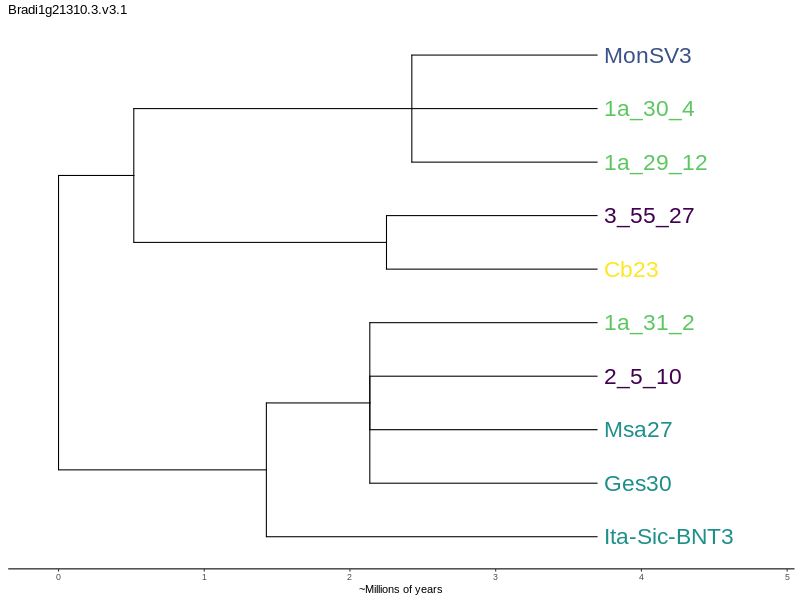 Bradi1g21310.3.v3.1
MonSV3
1a_30_4
1a_29_12
3_55_27
Cb23
1a_31_2
2_5_10
Msa27
Ges30
Ita-Sic-BNT3
0 1 2 3 4 5
~Millions of years